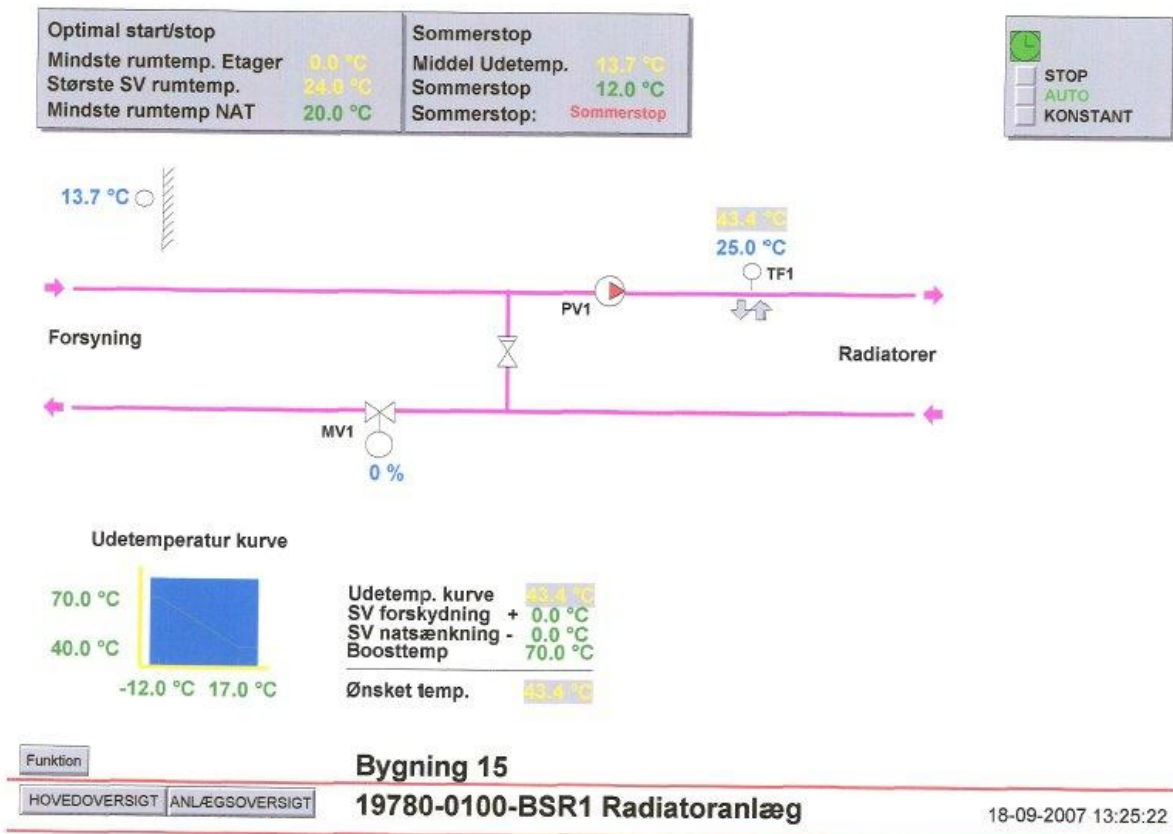 Optimal start/stop
Mindste rumtemp. Etager 0.0 °C
Største SV rumtemp. 24.0 °C
Mindste rumtemp NAT 20.0 °C
Sommerstop
Middel Udetemp. 13.7 °C
Sommerstop 12.0 °C
Sommerstop: Sommerstop
STOP
AUTO
KONSTANT
13.7 °C
43.4 °C
25.0 °C
TF1
PV1
Forsyning
Radiatorer
MV1
0 %
Udetemperatur kurve
70.0 °C
40.0 °C
-12.0 °C 17.0 °C
Udetemp. kurve 43.4 °C
SV forskydning + 0.0 °C
SV natsænkning - 0.0 °C
Boosttemp 70.0 °C
Ønsket temp. 43.4 °C
Funktion
Bygning 15
HOVEDOVERSIGT ANLÆGSOVERSIGT
19780-0100-BSR1 Radiatoranlæg
18-09-2007 13:25:22